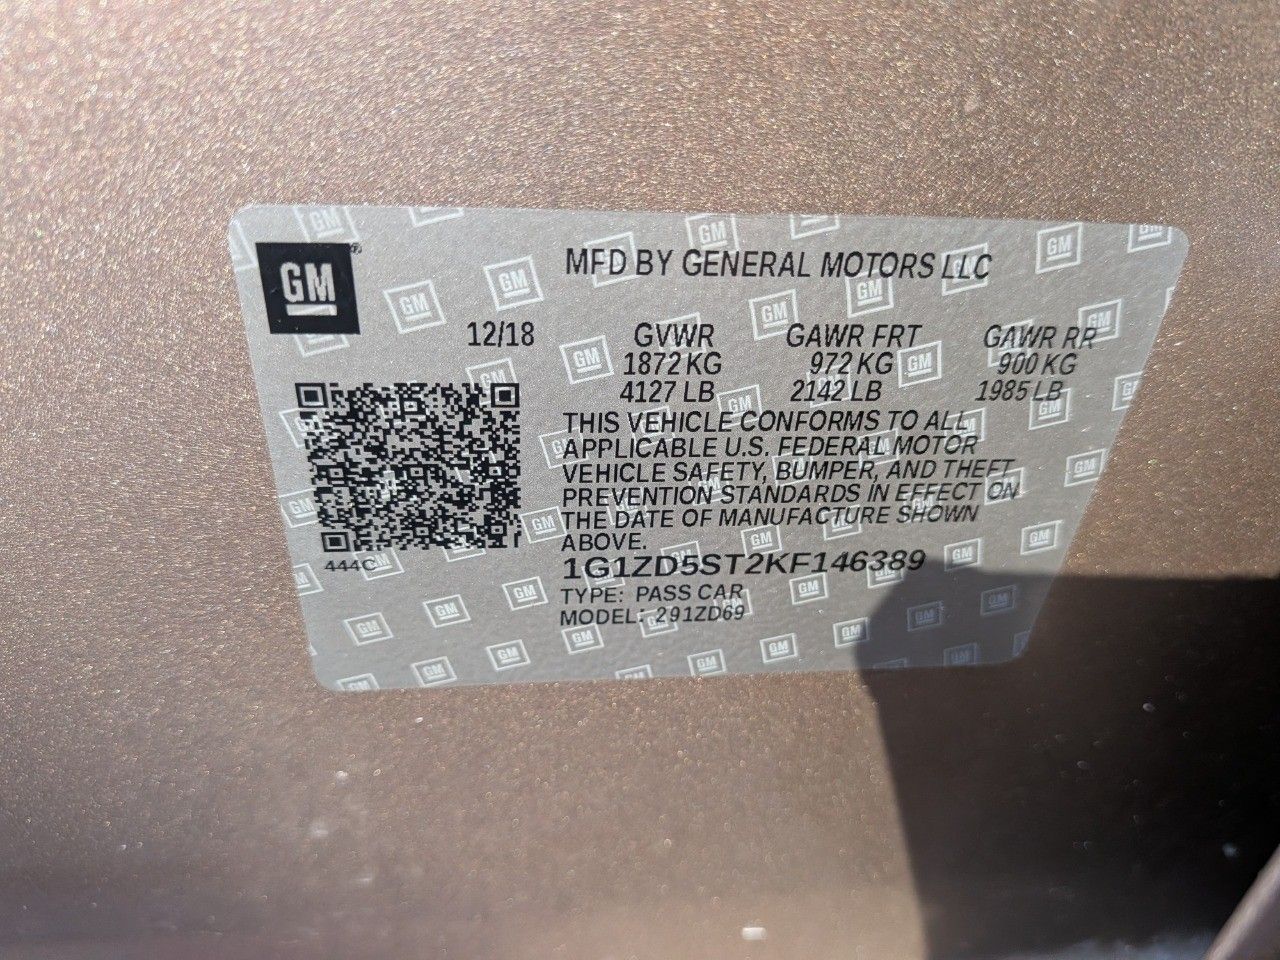 GM
MFD BY GENERAL MOTORS LLC
12/18 GVWR GAWR FRT GAWR RR
1872 KG 972 KG 900 KG
4127 LB 2142 LB 1985 LB
THIS VEHICLE CONFORMS TO ALL
APPLICABLE U.S. FEDERAL MOTOR
VEHICLE SAFETY, BUMPER, AND THEFT
PREVENTION STANDARDS IN EFFECT ON
THE DATE OF MANUFACTURE SHOWN
ABOVE.
444C
1G1ZD5ST2KF146389
TYPE: PASS CAR
MODEL: 291ZD69